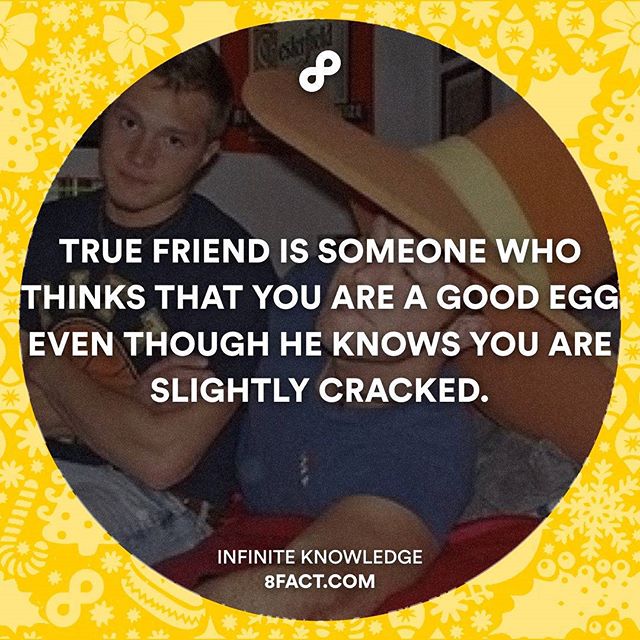 Chesterfield
TRUE FRIEND IS SOMEONE WHO
THINKS THAT YOU ARE A GOOD EGG
EVEN THOUGH HE KNOWS YOU ARE
SLIGHTLY CRACKED.
INFINITE KNOWLEDGE
8FACT.COM